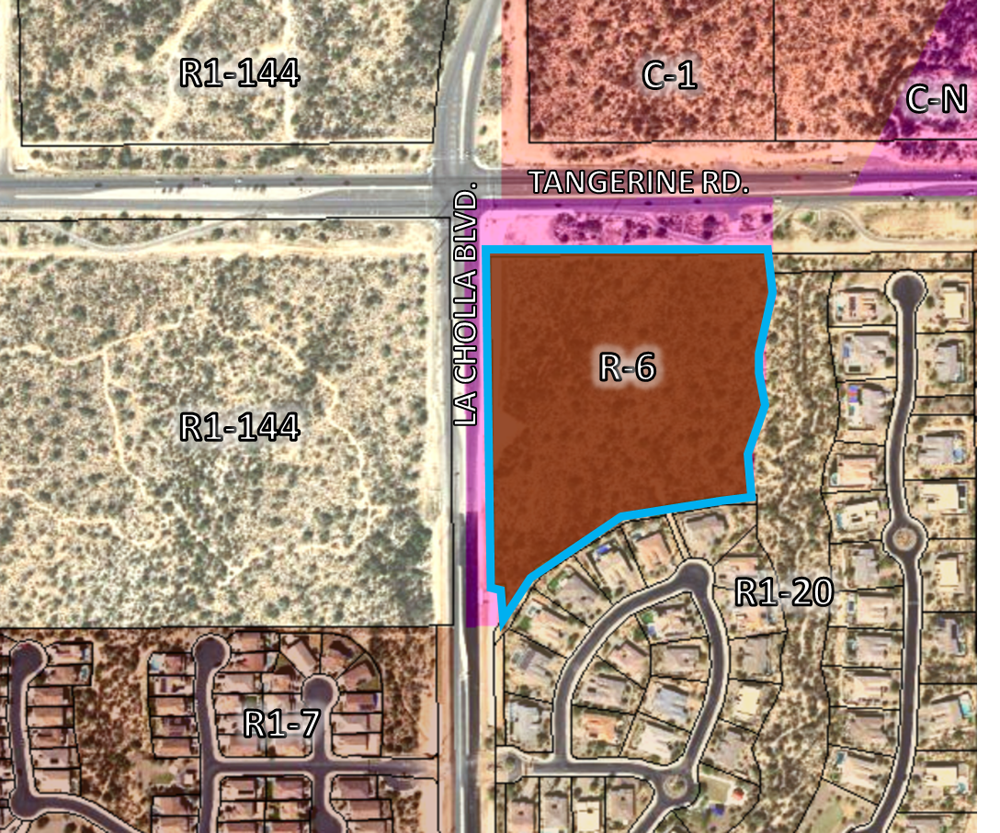 R1-144
C-1
C-N
TANGERINE RD.
LA CHOLLA BLVD.
R-6
R1-144
R1-20
R1-7